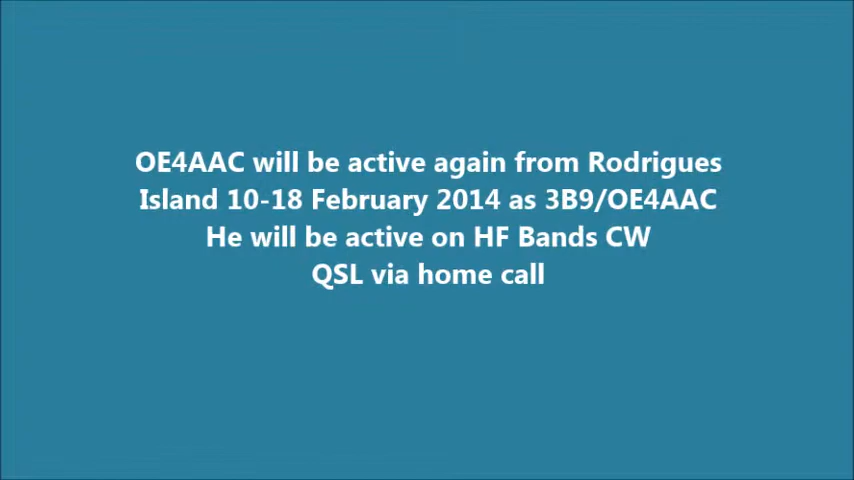 OE4AAC will be active again from Rodrigues
Island 10-18 February 2014 as 3B9/OE4AAC
He will be active on HF Bands CW
QSL via home call